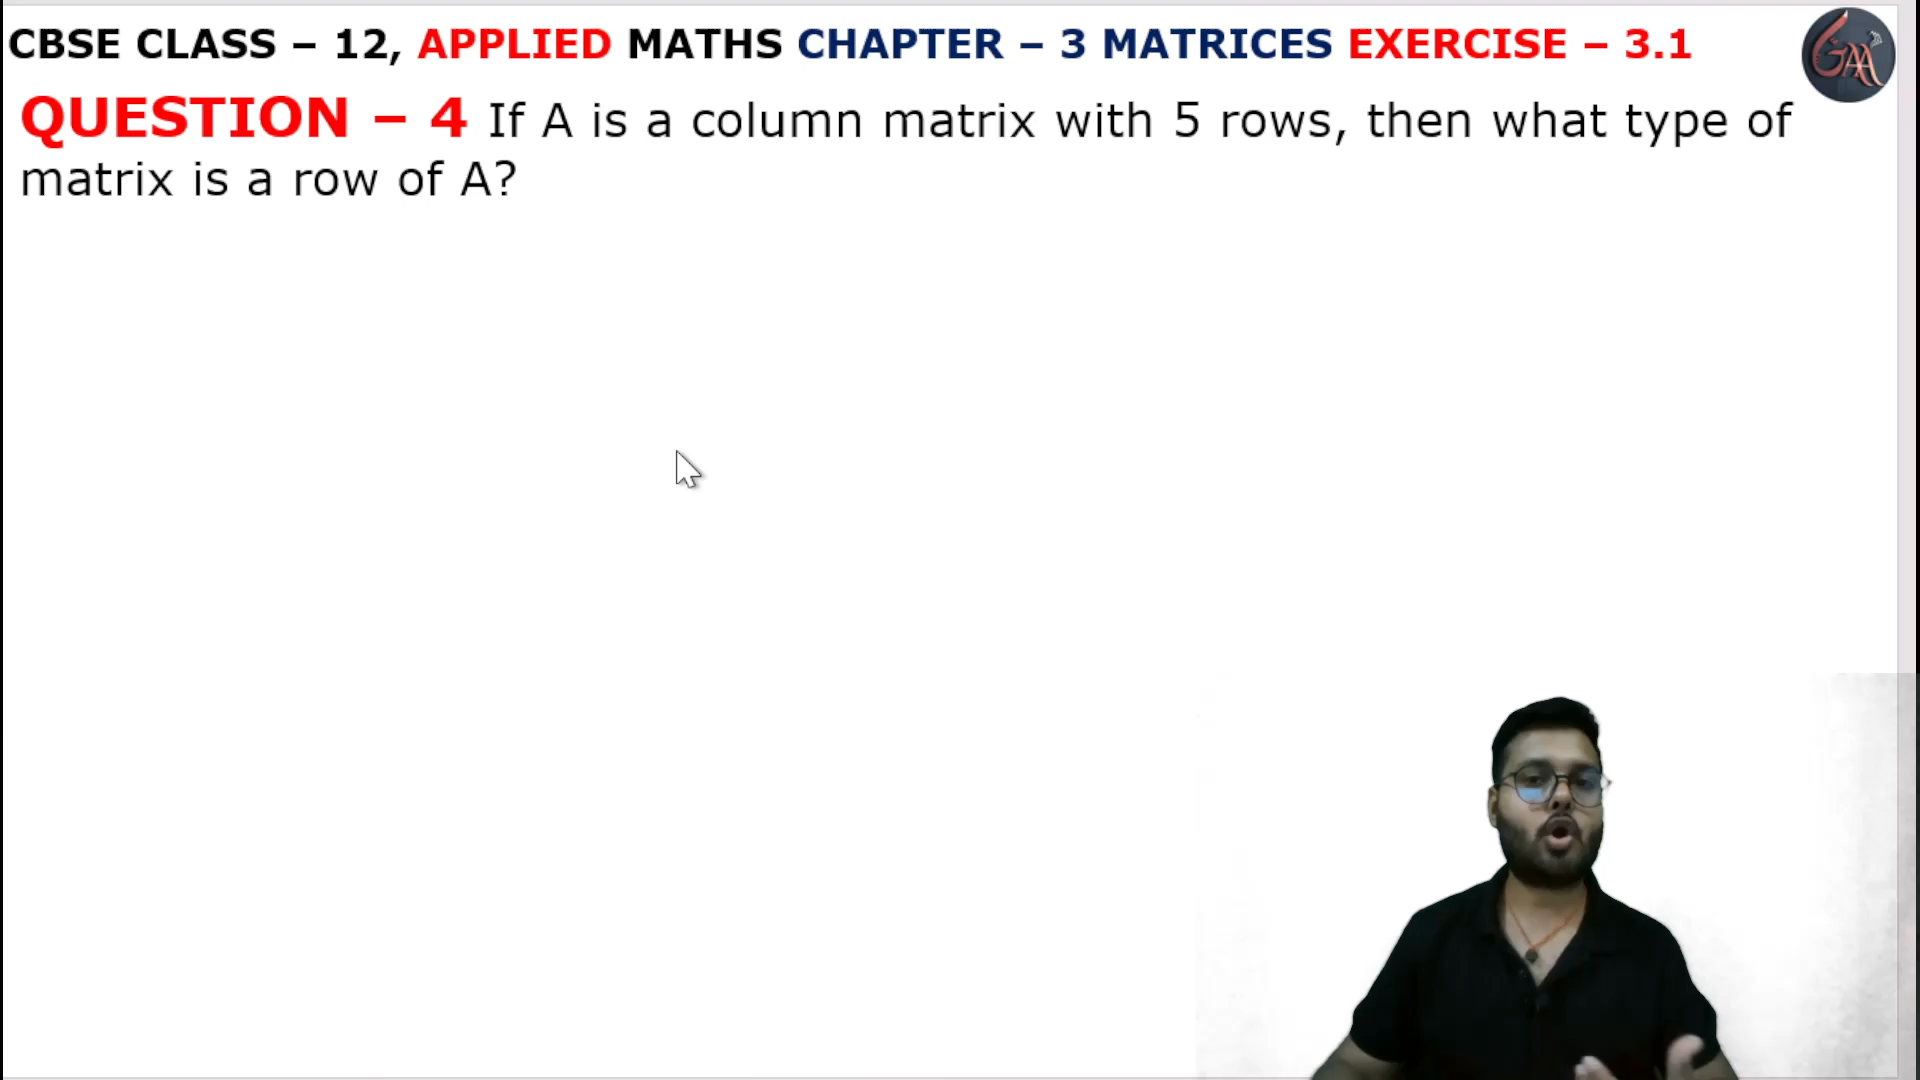 CBSE CLASS – 12, APPLIED MATHS CHAPTER – 3 MATRICES EXERCISE – 3.1
QUESTION – 4 If A is a column matrix with 5 rows, then what type of
matrix is a row of A?